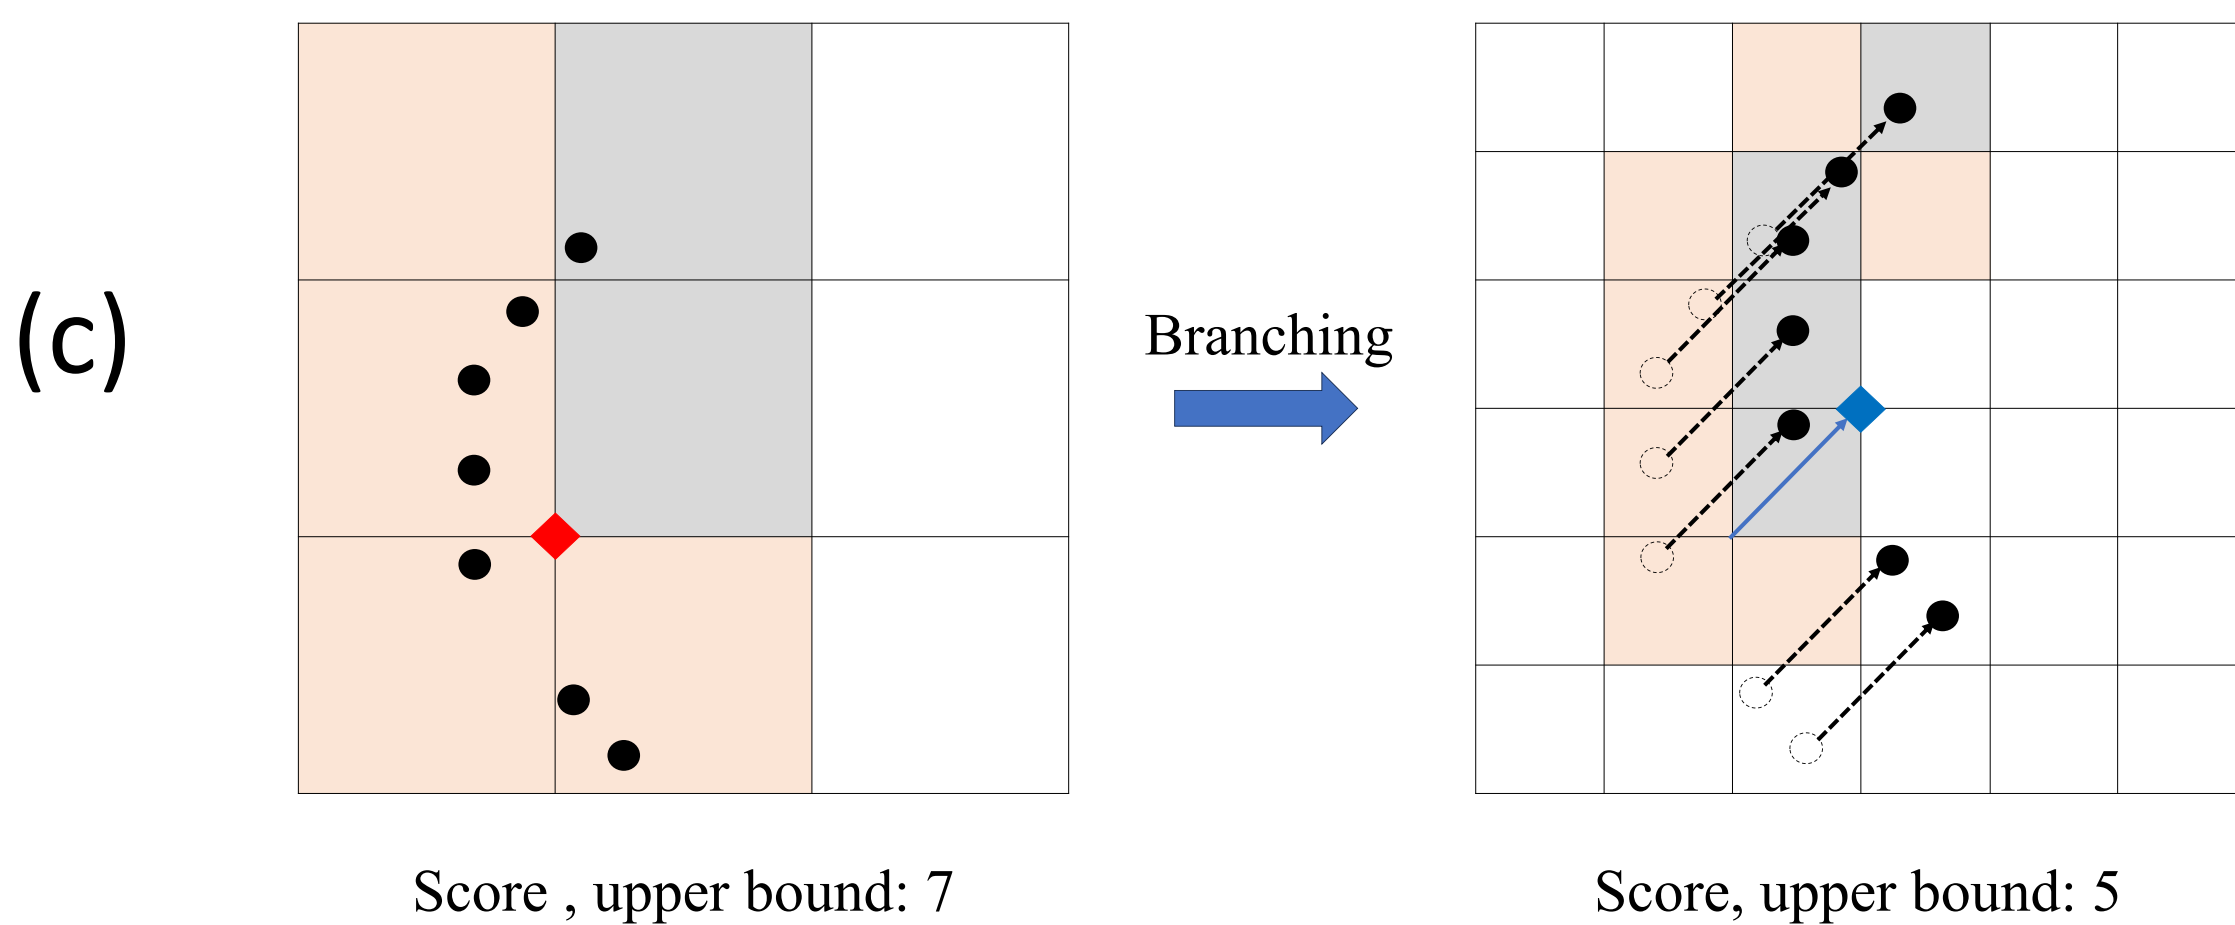 (c)
Branching
Score , upper bound: 7
Score, upper bound: 5